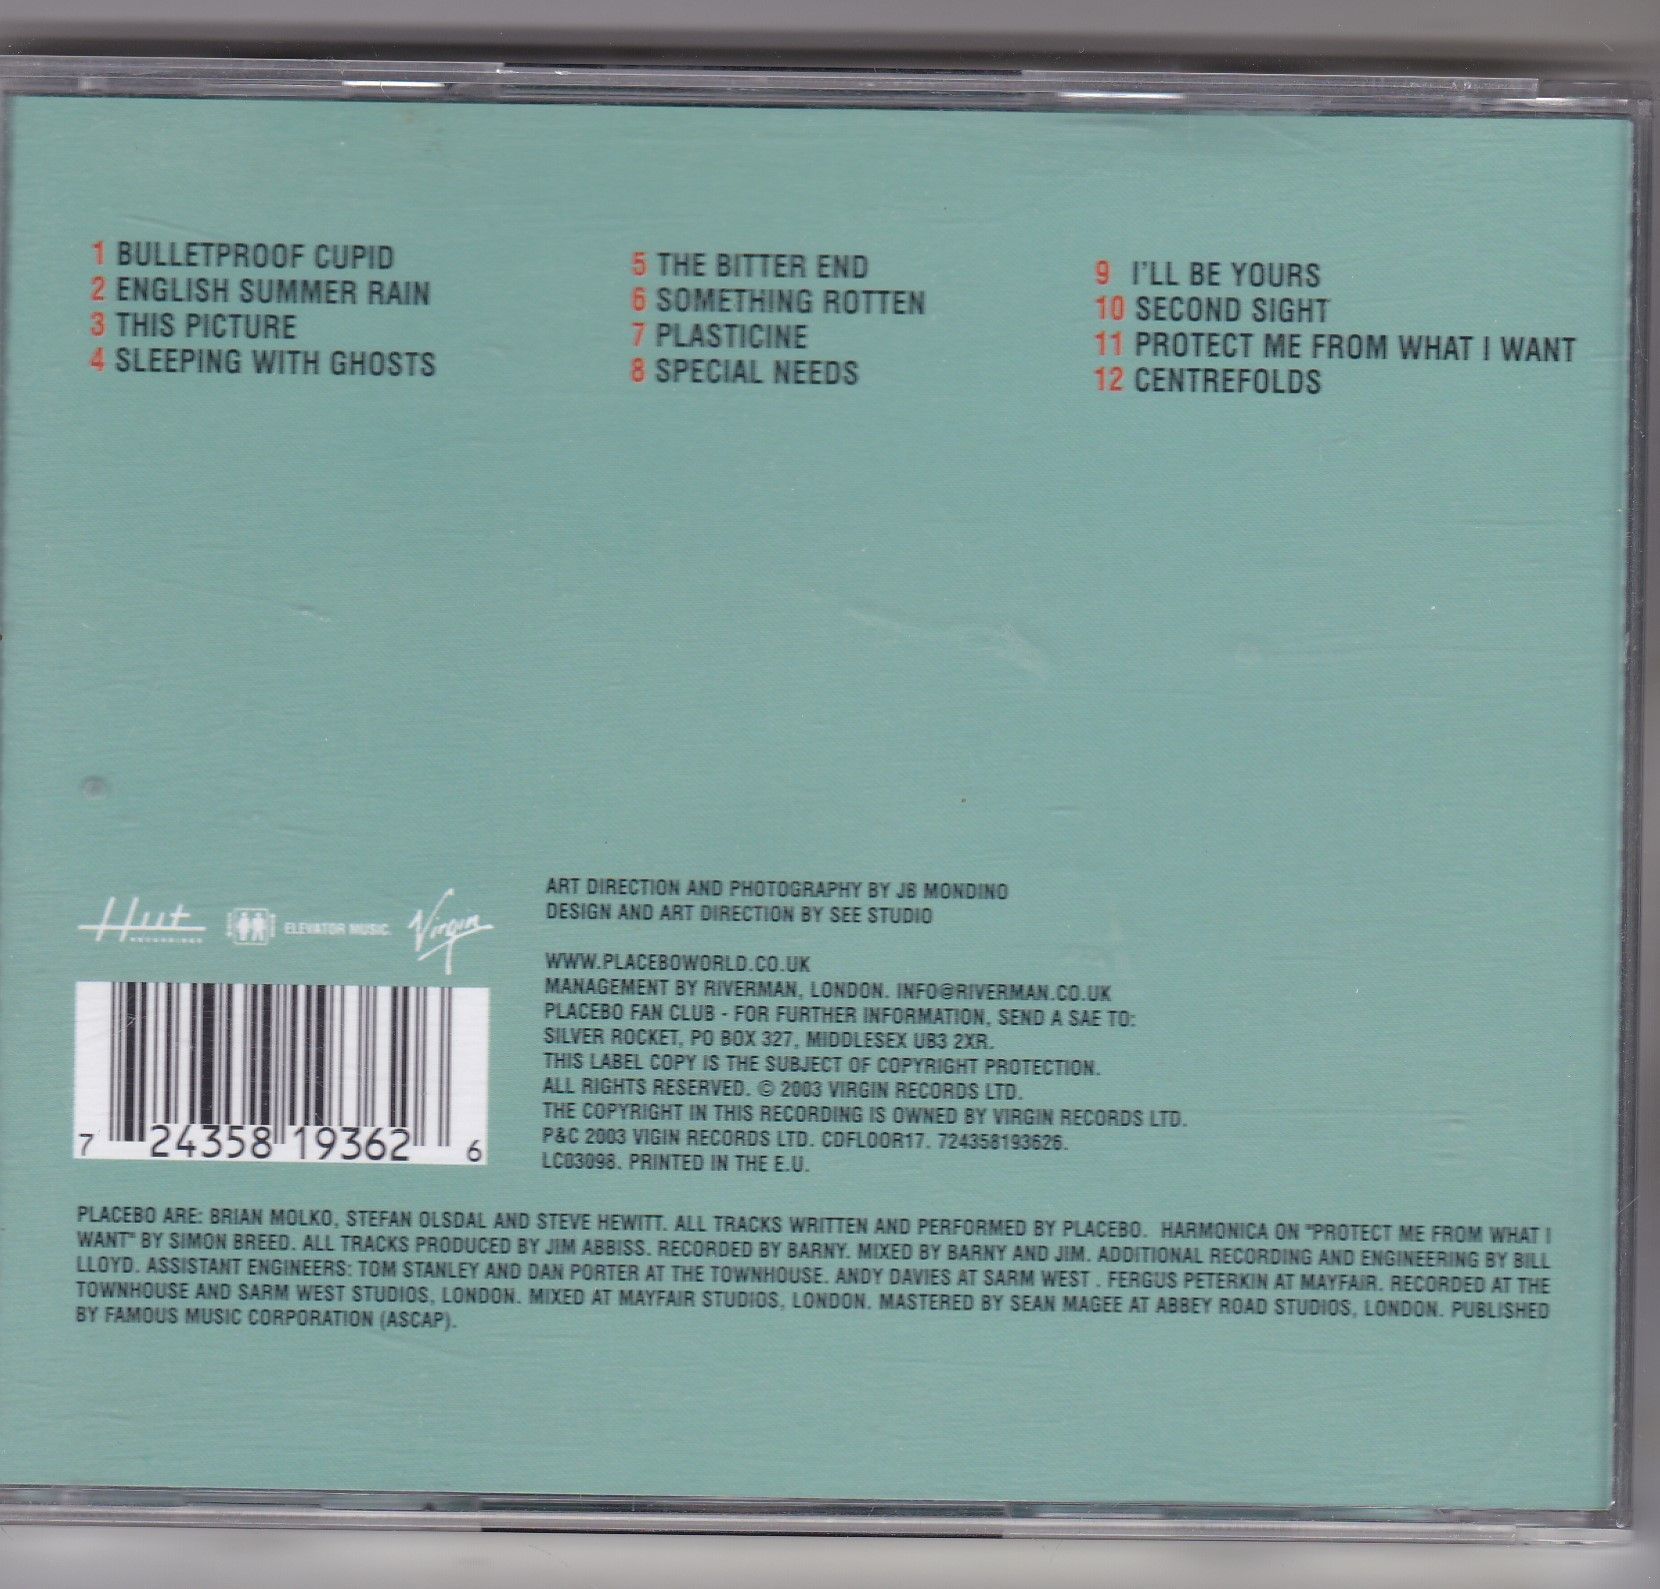 1 BULLETPROOF CUPID
2 ENGLISH SUMMER RAIN
3 THIS PICTURE
4 SLEEPING WITH GHOSTS
5 THE BITTER END
6 SOMETHING ROTTEN
7 PLASTICINE
8 SPECIAL NEEDS
9 I'LL BE YOURS
10 SECOND SIGHT
11 PROTECT ME FROM WHAT I WANT
12 CENTREFOLDS
Hut
RECORDINGS
ELEVATOR MUSIC
Virgin
7 24358 19362 6
ART DIRECTION AND PHOTOGRAPHY BY JB MONDINO
DESIGN AND ART DIRECTION BY SEE STUDIO
WWW.PLACEBOWORLD.CO.UK
MANAGEMENT BY RIVERMAN, LONDON. INFO@RIVERMAN.CO.UK
PLACEBO FAN CLUB - FOR FURTHER INFORMATION, SEND A SAE TO:
SILVER ROCKET, PO BOX 327, MIDDLESEX UB3 2XR.
THIS LABEL COPY IS THE SUBJECT OF COPYRIGHT PROTECTION.
ALL RIGHTS RESERVED. © 2003 VIRGIN RECORDS LTD.
THE COPYRIGHT IN THIS RECORDING IS OWNED BY VIRGIN RECORDS LTD.
P&C 2003 VIGIN RECORDS LTD. CDFLOOR17. 724358193626.
LC03098. PRINTED IN THE E.U.
PLACEBO ARE: BRIAN MOLKO, STEFAN OLSDAL AND STEVE HEWITT. ALL TRACKS WRITTEN AND PERFORMED BY PLACEBO. HARMONICA ON "PROTECT ME FROM WHAT I
WANT" BY SIMON BREED. ALL TRACKS PRODUCED BY JIM ABBISS. RECORDED BY BARNY. MIXED BY BARNY AND JIM. ADDITIONAL RECORDING AND ENGINEERING BY BILL
LLOYD. ASSISTANT ENGINEERS: TOM STANLEY AND DAN PORTER AT THE TOWNHOUSE. ANDY DAVIES AT SARM WEST . FERGUS PETERKIN AT MAYFAIR. RECORDED AT THE
TOWNHOUSE AND SARM WEST STUDIOS, LONDON. MIXED AT MAYFAIR STUDIOS, LONDON. MASTERED BY SEAN MAGEE AT ABBEY ROAD STUDIOS, LONDON. PUBLISHED
BY FAMOUS MUSIC CORPORATION (ASCAP).